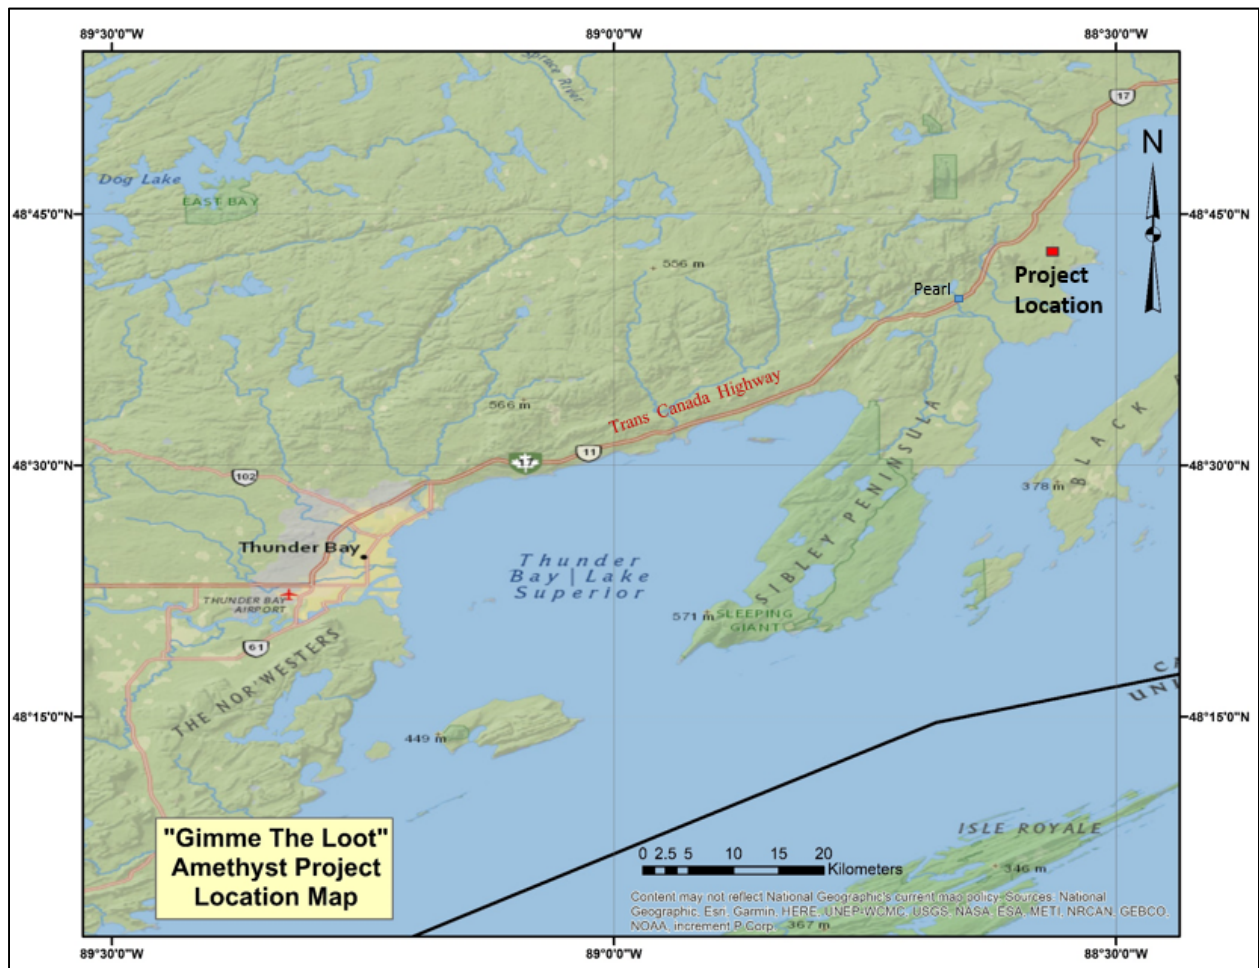 89°30'0"W
89°0'0"W
88°30'0"W
Spruce River
17
N
Dog Lake
EAST BAY
48°45'0"N
48°45'0"N
556 m
Project
Location
Pearl
Trans Canada Highway
566 m
BLACK
11
17
48°30'0"N
48°30'0"N
102
378 m
SIBLEY PENINSULA
Thunder Bay
Thunder
Bay | Lake
Superior
THUNDER BAY
AIRPORT
571 m
SLEEPING
GIANT
61
THE NOR'WESTERS
CA
UNI
48°15'0"N
48°15'0"N
449 m
"Gimme The Loot"
Amethyst Project
Location Map
ISLE ROYALE
0 2.5 5 10 15 20
Kilometers
346 m
Content may not reflect National Geographic's current map policy. Sources: National
Geographic, Esri, Garmin, HERE, UNEP-WCMC, USGS, NASA, ESA, METI, NRCAN, GEBCO,
NOAA, increment P Corp.
367 m
89°30'0"W
89°0'0"W
88°30'0"W